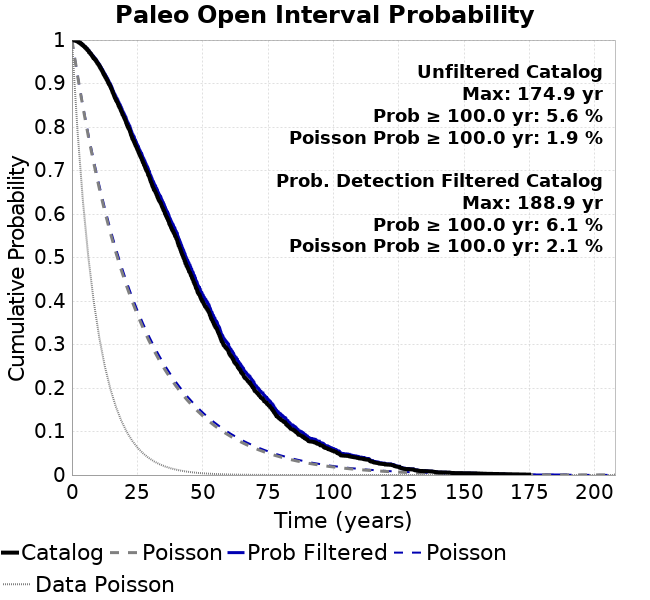 Paleo Open Interval Probability
Unfiltered Catalog
Max: 174.9 yr
Prob ≥ 100.0 yr: 5.6 %
Poisson Prob ≥ 100.0 yr: 1.9 %
Prob. Detection Filtered Catalog
Max: 188.9 yr
Prob ≥ 100.0 yr: 6.1 %
Poisson Prob ≥ 100.0 yr: 2.1 %
Cumulative Probability
1
0.9
0.8
0.7
0.6
0.5
0.4
0.3
0.2
0.1
0
0 25 50 75 100 125 150 175 200
Time (years)
Catalog Poisson Prob Filtered Poisson
Data Poisson